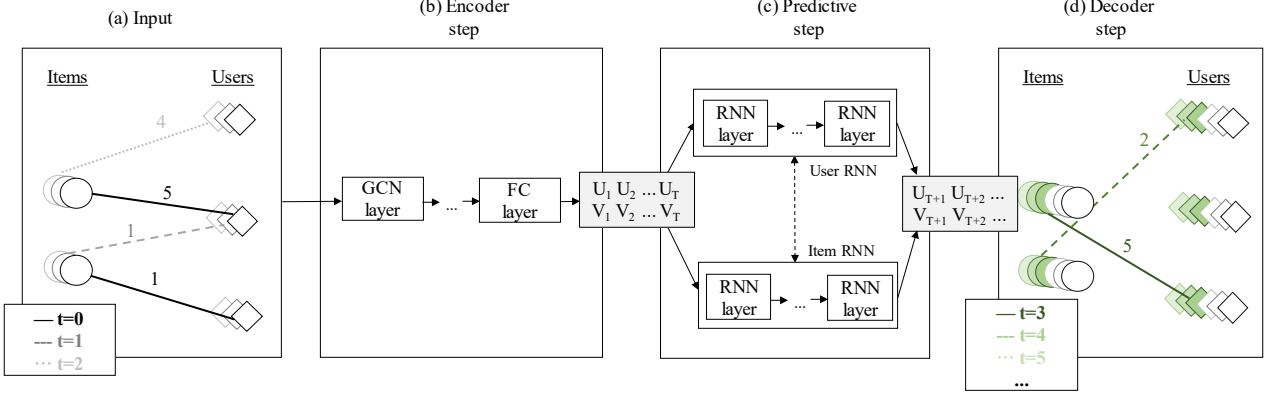 (a) Input
(b) Encoder
step
(c) Predictive
step
(d) Decoder
step
Items
Users
4
5
1
1
— t=0
--- t=1
... t=2
GCN
layer
...
FC
layer
U1 U2 ... UT
V1 V2 ... VT
RNN
layer
...
RNN
layer
User RNN
Item RNN
RNN
layer
...
RNN
layer
UT+1 UT+2 ...
VT+1 VT+2 ...
Items
Users
2
5
— t=3
--- t=4
... t=5
...